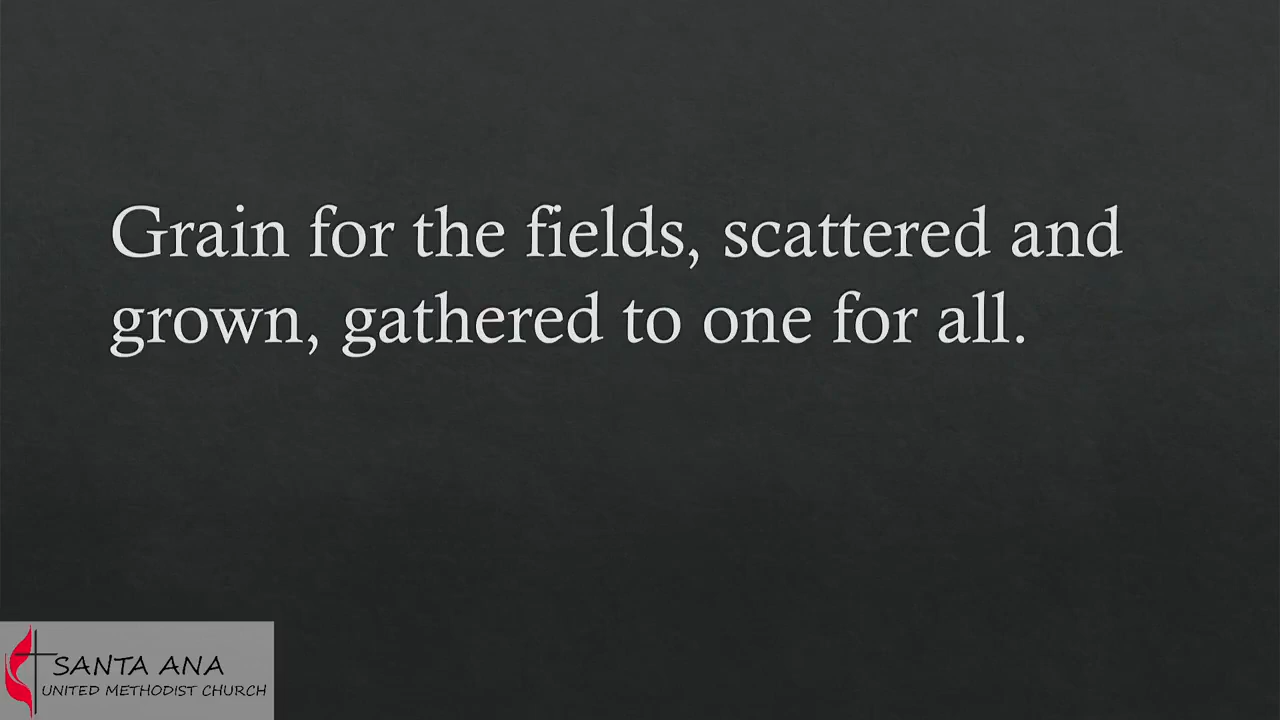 Grain for the fields, scattered and
grown, gathered to one for all.
SANTA ANA
UNITED METHODIST CHURCH